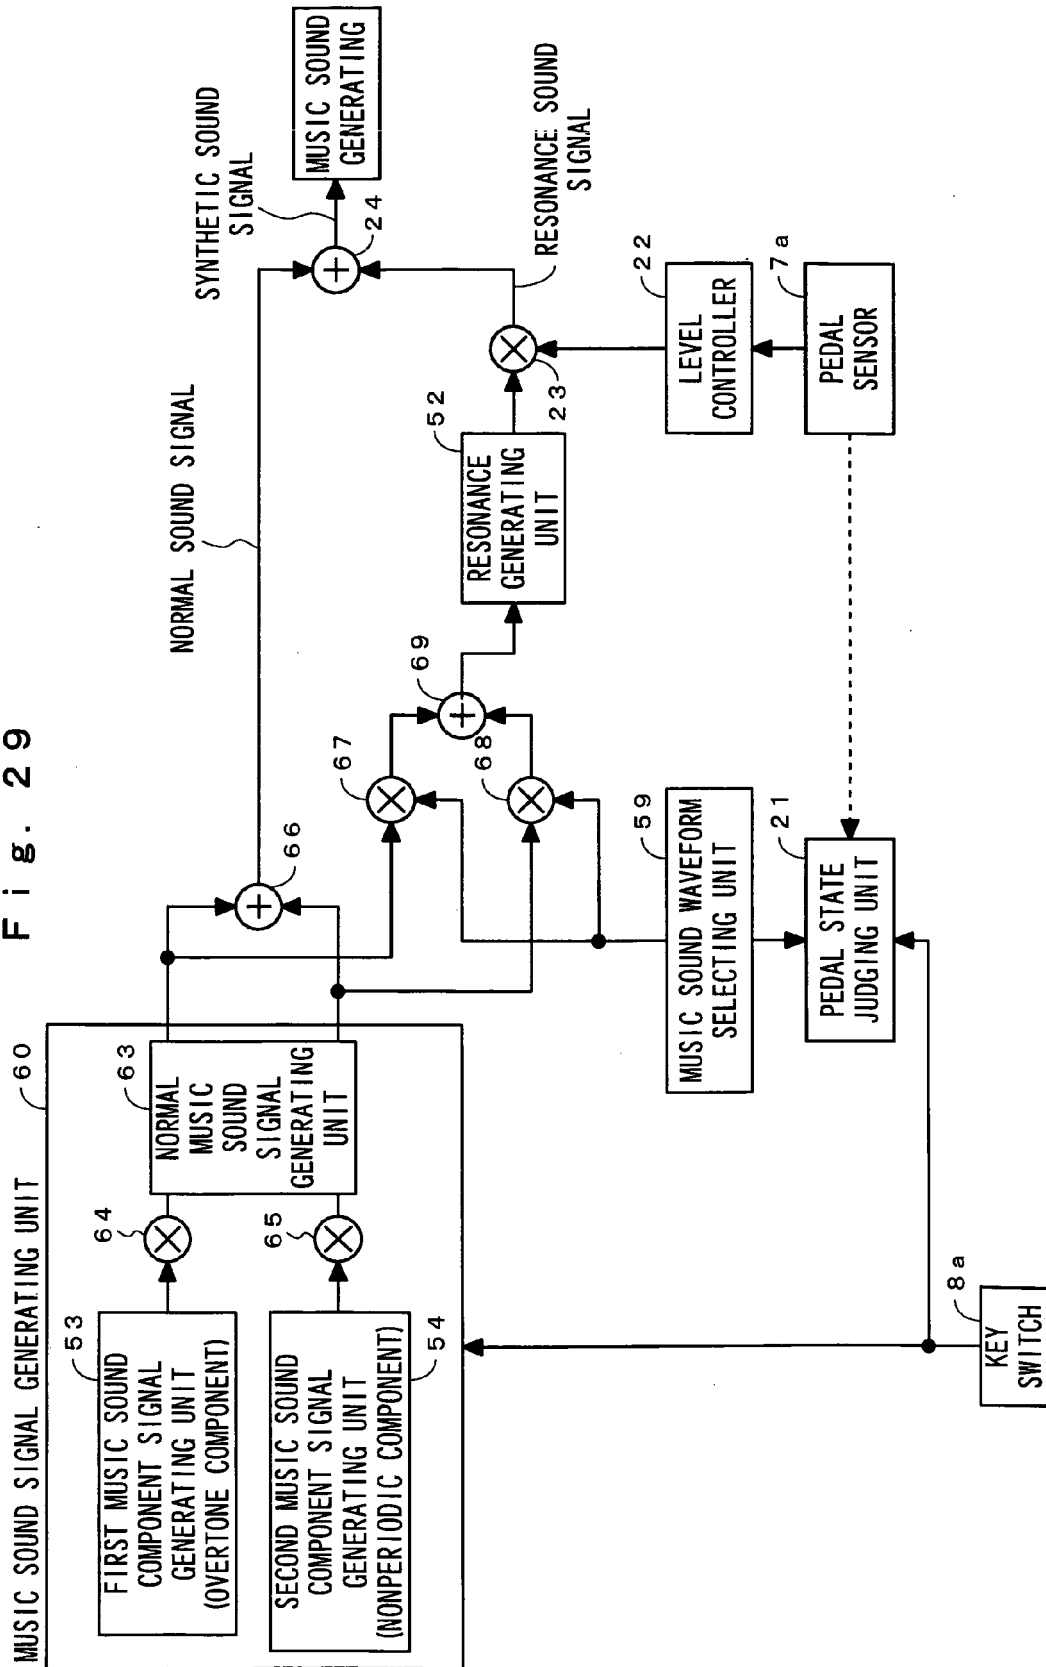 Fig. 29
MUSIC SOUND SIGNAL GENERATING UNIT
60
FIRST MUSIC SOUND
COMPONENT SIGNAL
GENERATING UNIT
(OVERTONE COMPONENT)
53
64
SECOND MUSIC SOUND
COMPONENT SIGNAL
GENERATING UNIT
(NONPERIODIC COMPONENT)
54
65
NORMAL
MUSIC
SOUND
SIGNAL
GENERATING
UNIT
63
66
NORMAL SOUND SIGNAL
SYNTHETIC SOUND
SIGNAL
24
MUSIC SOUND
GENERATING
67
68
69
RESONANCE
GENERATING
UNIT
52
23
RESONANCE SOUND
SIGNAL
MUSIC SOUND WAVEFORM
SELECTING UNIT
59
LEVEL
CONTROLLER
22
PEDAL STATE
JUDGING UNIT
21
PEDAL
SENSOR
7a
KEY
SWITCH
8a